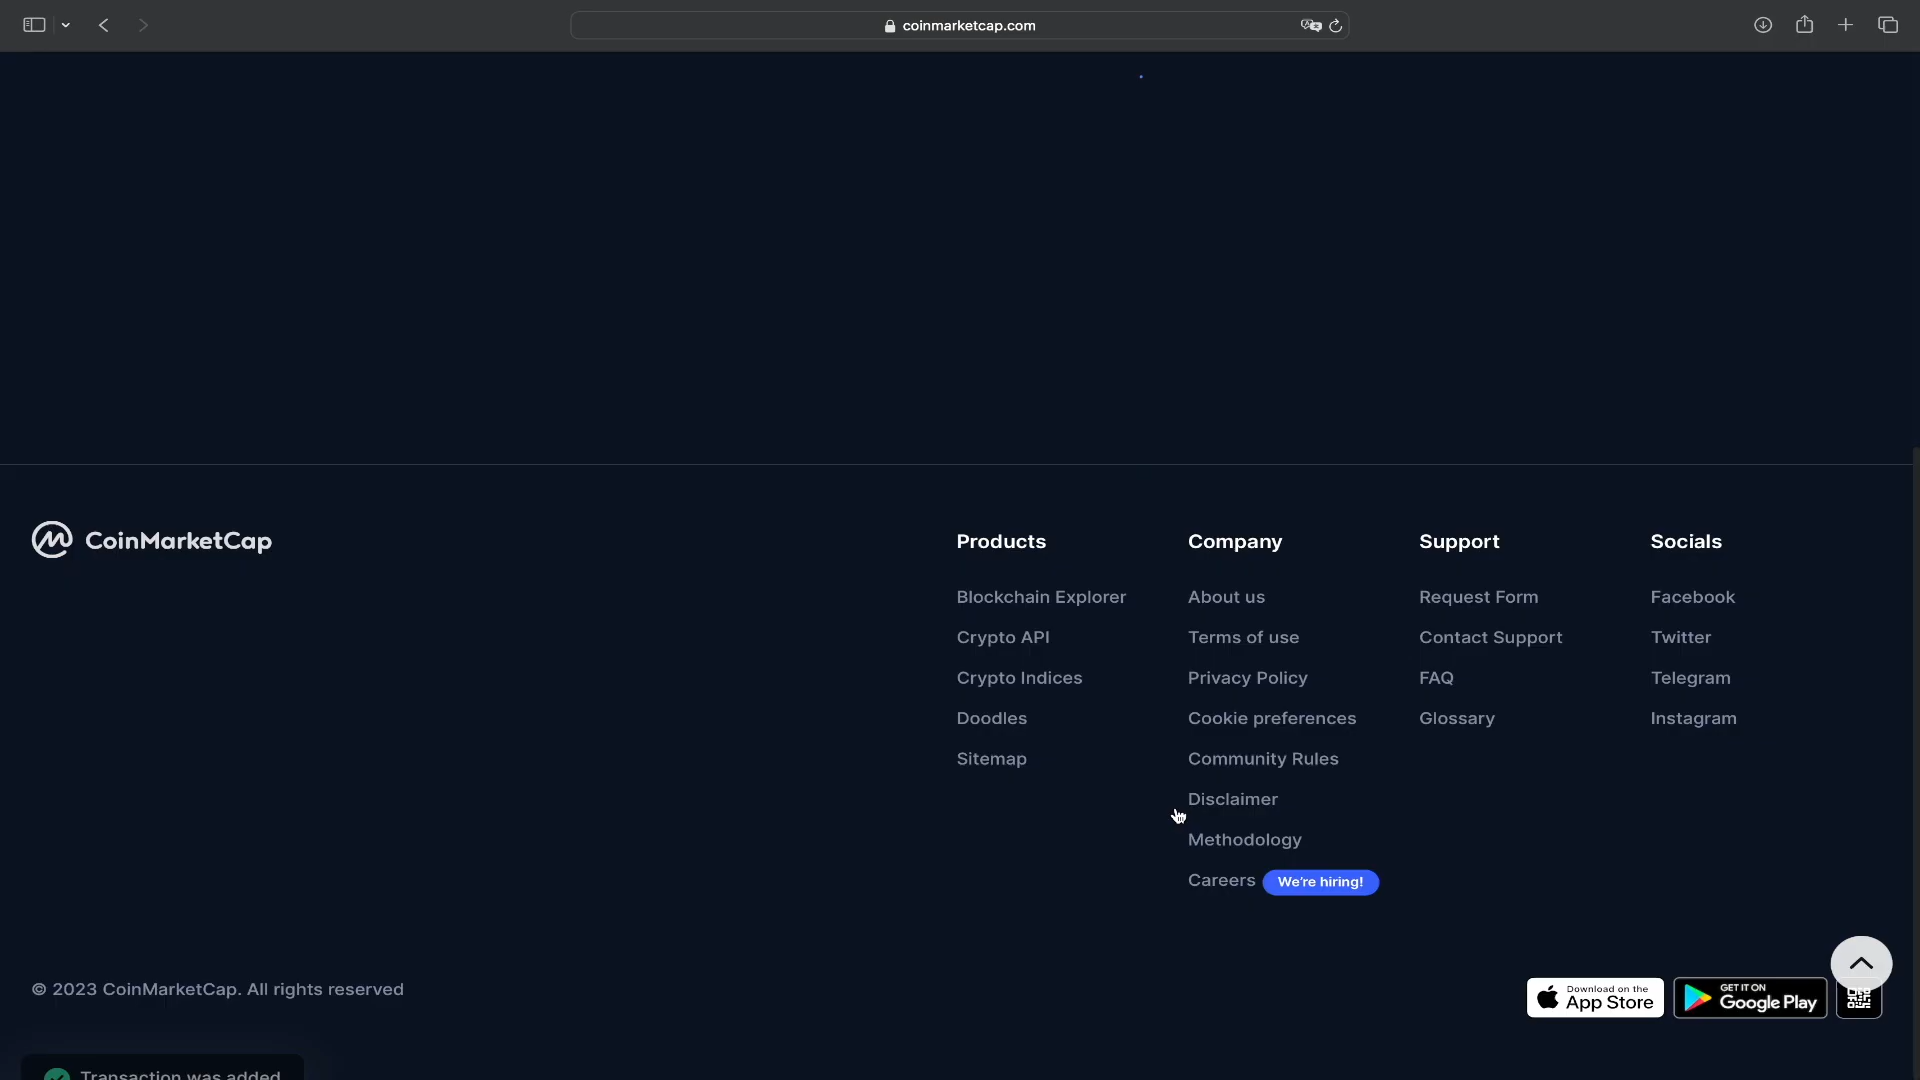 coinmarketcap.com
CoinMarketCap
Products
Blockchain Explorer
Crypto API
Crypto Indices
Doodles
Sitemap
Company
About us
Terms of use
Privacy Policy
Cookie preferences
Community Rules
Disclaimer
Methodology
Careers We're hiring!
Support
Request Form
Contact Support
FAQ
Glossary
Socials
Facebook
Twitter
Telegram
Instagram
© 2023 CoinMarketCap. All rights reserved
Download on the
App Store
GET IT ON
Google Play
Transaction was added